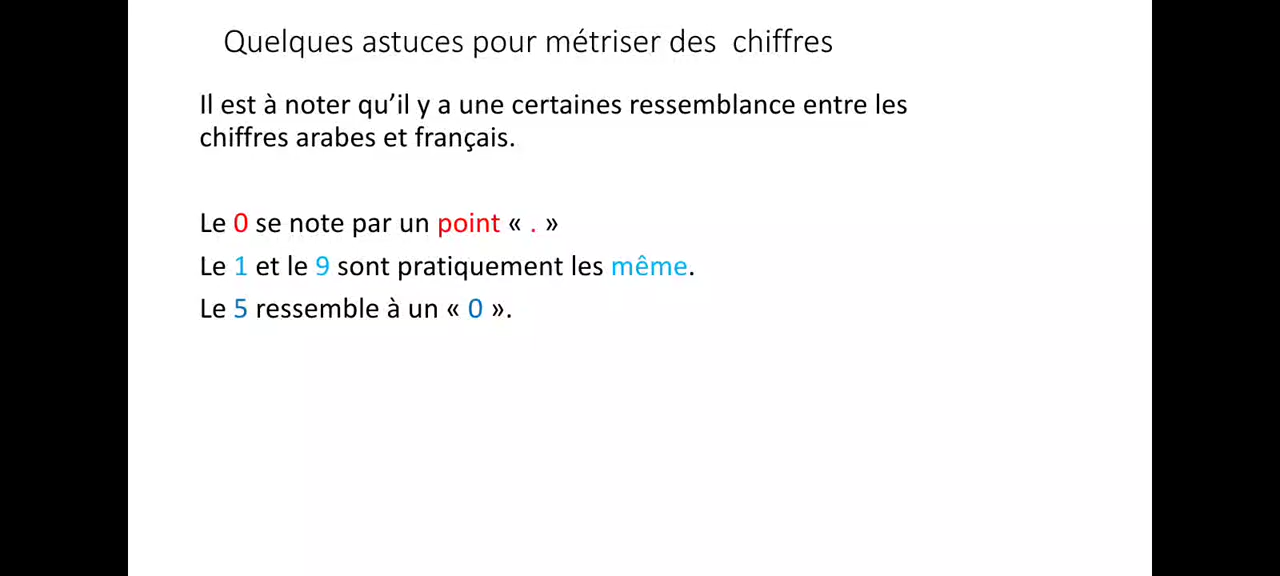 Quelques astuces pour métriser des  chiffres
Il est à noter qu’il y a une certaines ressemblance entre les
chiffres arabes et français.
Le 0 se note par un point « . »
Le 1 et le 9 sont pratiquement les même.
Le 5 ressemble à un « 0 ».